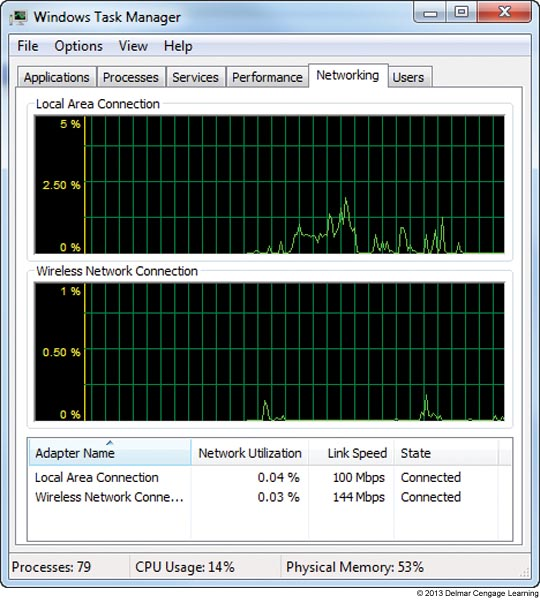 Windows Task Manager
File Options View Help
Applications Processes Services Performance Networking Users
Local Area Connection
5 %
2.50 %
0 %
Wireless Network Connection
1 %
0.50 %
0 %
Adapter Name Network Utilization Link Speed State
Local Area Connection 0.04 % 100 Mbps Connected
Wireless Network Conne... 0.03 % 144 Mbps Connected
Processes: 79 CPU Usage: 14% Physical Memory: 53%
© 2013 Delmar Cengage Learning